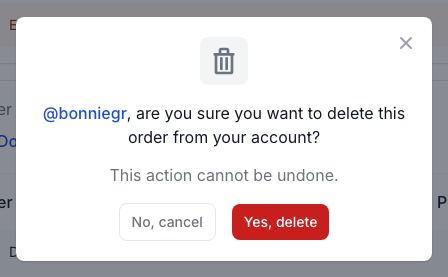 @bonniegr, are you sure you want to delete this
order from your account?
This action cannot be undone.
No, cancel
Yes, delete